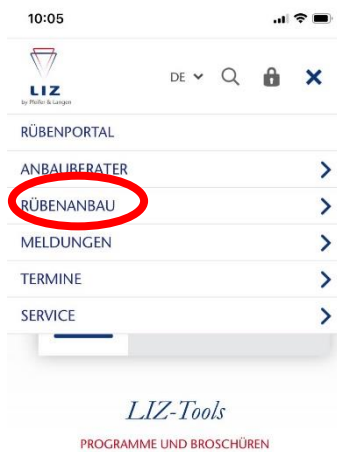 10:05
LIZ
by Pfeifer & Langen
DE
RÜBENPORTAL
ANBAUBERATER
RÜBENANBAU
MELDUNGEN
TERMINE
SERVICE
LIZ-Tools
PROGRAMME UND BROSCHÜREN